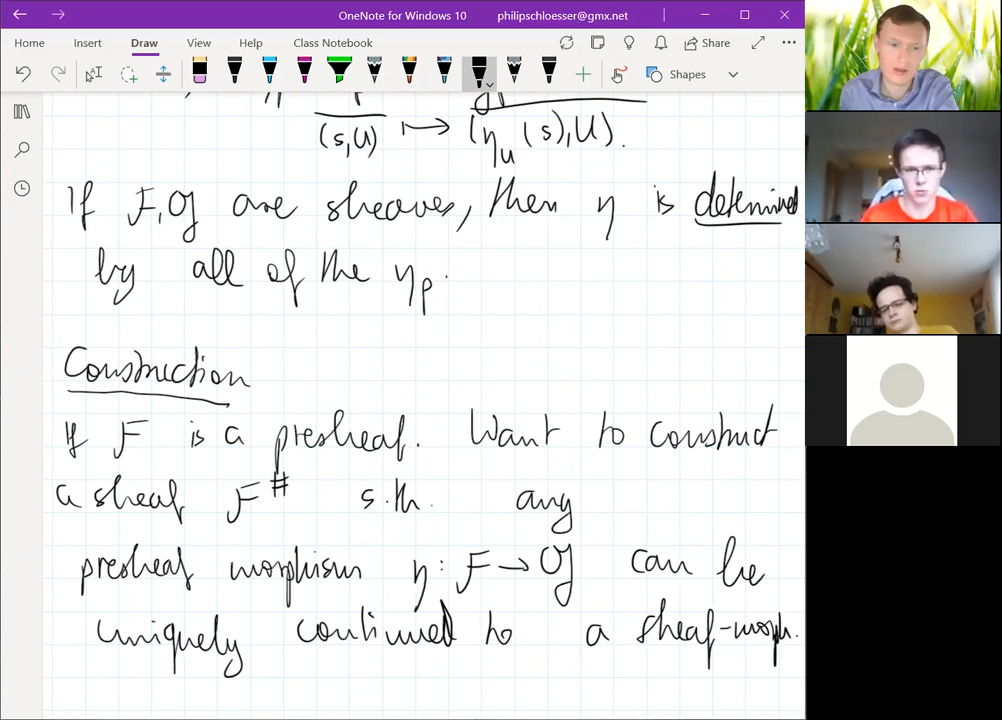 OneNote for Windows 10
philipschloesser@gmx.net
Home Insert Draw View Help Class Notebook Share
Shapes
(s,U) ↦ (η_U (s),U).
If F, G are sheaves, then η is determined
by all of the η_p.
Construction
If F is a presheaf. Want to construct
a sheaf F^# s.th. any
presheaf morphism η: F → G can be
uniquely continued to a sheaf-morph.